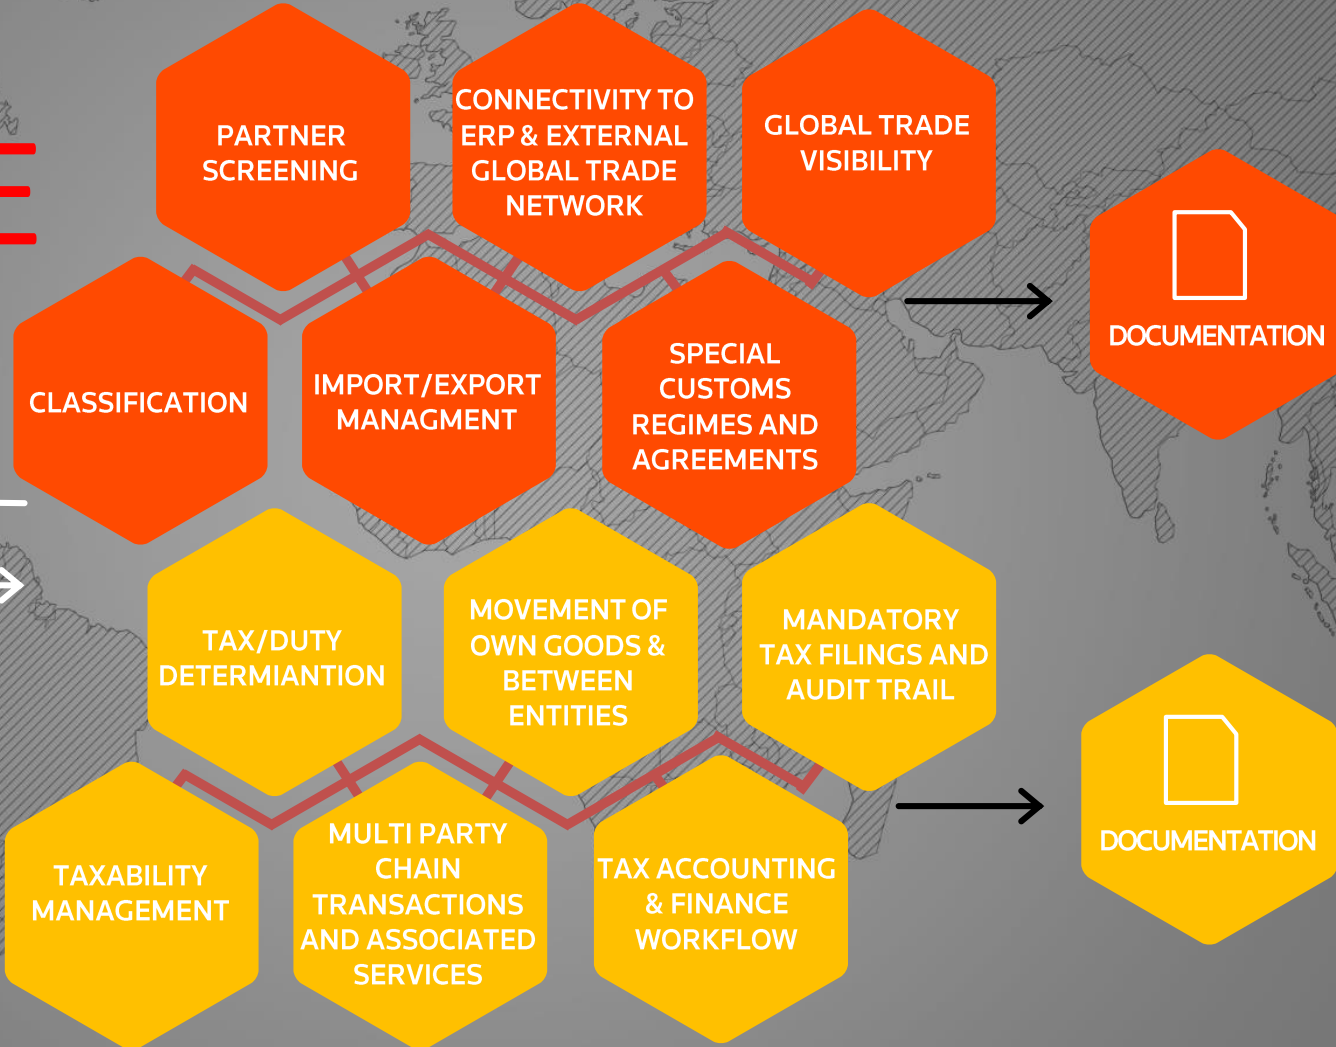 PARTNER
SCREENING
CONNECTIVITY TO
ERP & EXTERNAL
GLOBAL TRADE
NETWORK
GLOBAL TRADE
VISIBILITY
DOCUMENTATION
CLASSIFICATION
IMPORT/EXPORT
MANAGMENT
SPECIAL
CUSTOMS
REGIMES AND
AGREEMENTS
TAX/DUTY
DETERMIANTION
MOVEMENT OF
OWN GOODS &
BETWEEN
ENTITIES
MANDATORY
TAX FILINGS AND
AUDIT TRAIL
DOCUMENTATION
TAXABILITY
MANAGEMENT
MULTI PARTY
CHAIN
TRANSACTIONS
AND ASSOCIATED
SERVICES
TAX ACCOUNTING
& FINANCE
WORKFLOW